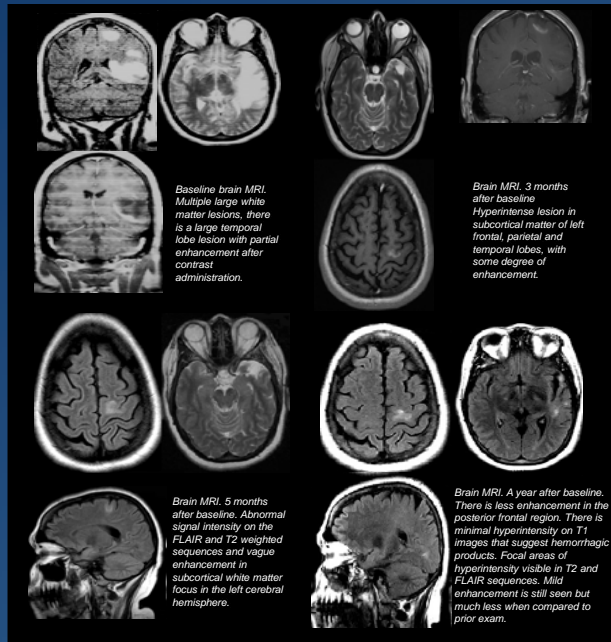 Baseline brain MRI.
Multiple large white
matter lesions, there
is a large temporal
lobe lesion with partial
enhancement after
contrast
administration.
Brain MRI. 3 months
after baseline
Hyperintense lesion in
subcortical matter of left
frontal, parietal and
temporal lobes, with
some degree of
enhancement.
Brain MRI. 5 months
after baseline. Abnormal
signal intensity on the
FLAIR and T2 weighted
sequences and vague
enhancement in
subcortical white matter
focus in the left cerebral
hemisphere.
Brain MRI. A year after baseline.
There is less enhancement in the
posterior frontal region. There is
minimal hyperintensity on T1
images that suggest hemorrhagic
products. Focal areas of
hyperintensity visible in T2 and
FLAIR sequences. Mild
enhancement is still seen but
much less when compared to
prior exam.